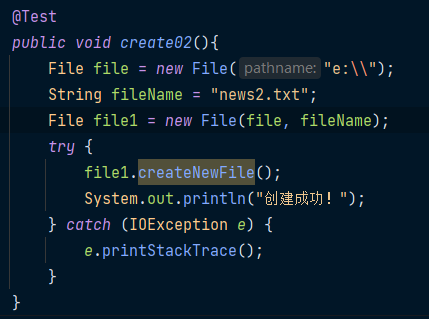 @Test
public void create02(){
    File file = new File( pathname: "e:\\");
    String fileName = "news2.txt";
    File file1 = new File(file, fileName);
    try {
        file1.createNewFile();
        System.out.println("创建成功！");
    } catch (IOException e) {
        e.printStackTrace();
    }
}